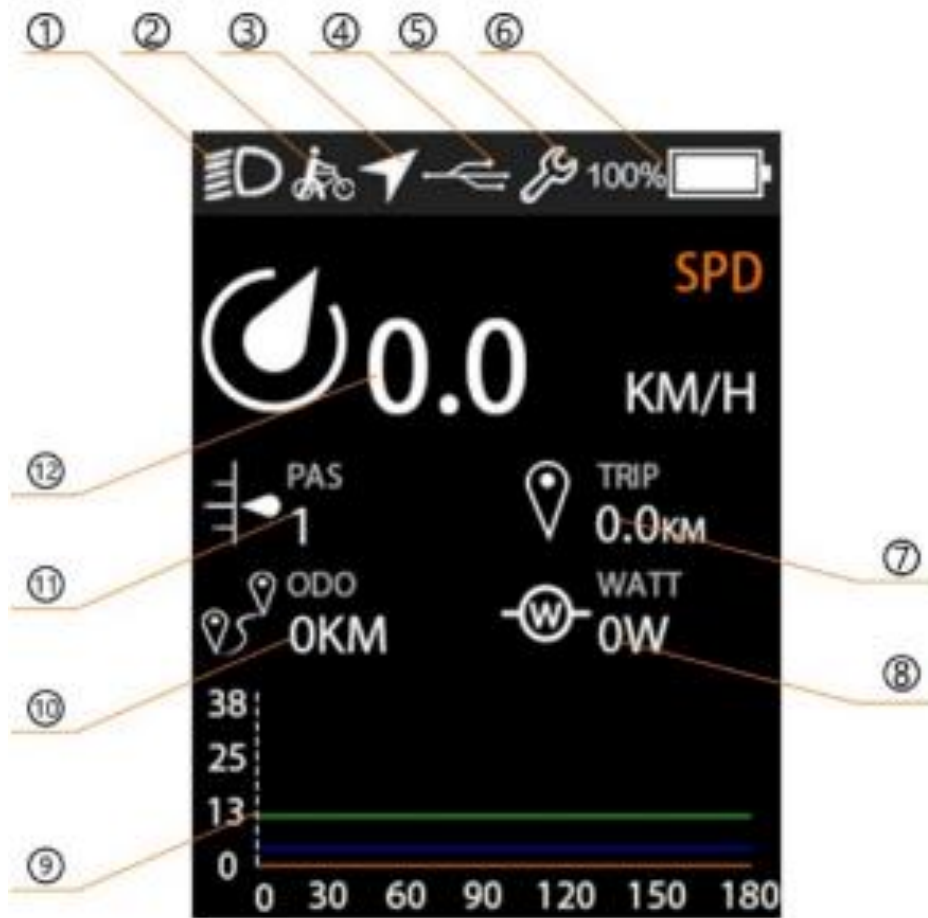 ① ② ③ ④ ⑤ ⑥
100%
SPD
0.0 KM/H
⑫
PAS
1
TRIP
0.0KM
⑦
⑪
ODO
0KM
W
WATT
0W
⑧
⑩
38
25
13
0
⑨
0 30 60 90 120 150 180